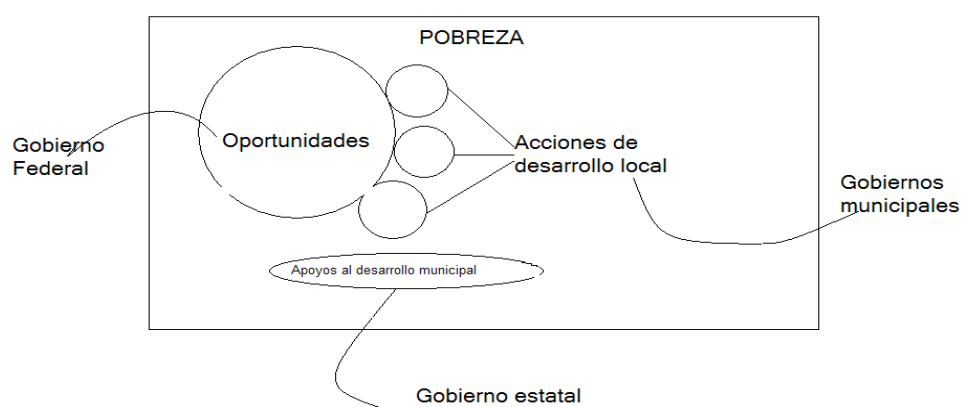 POBREZA
Gobierno
Federal
Oportunidades
Acciones de
desarrollo local
Gobiernos
municipales
Apoyos al desarrollo municipal
Gobierno estatal